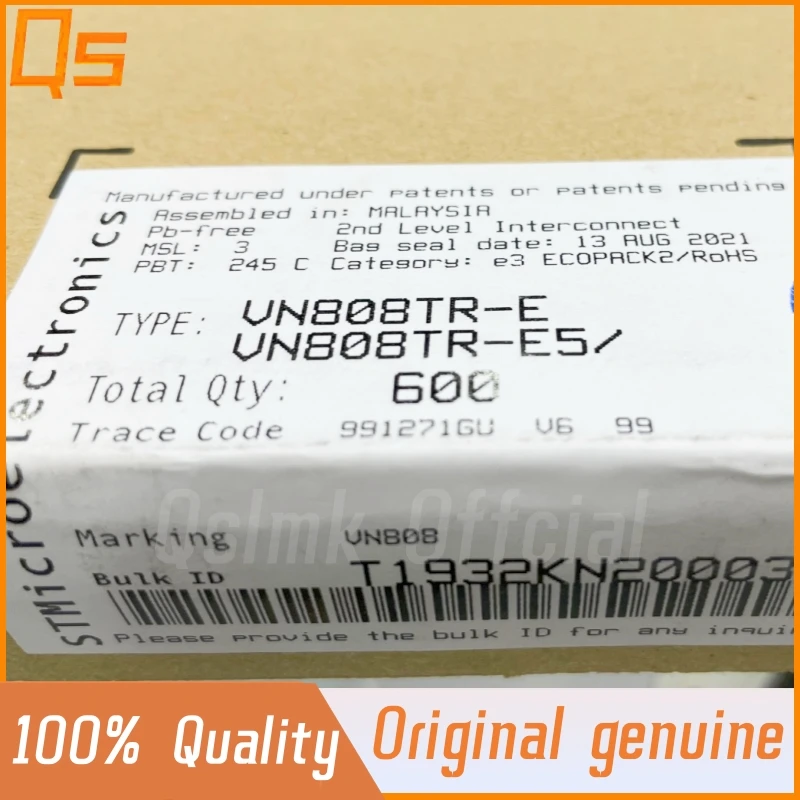 Qs
Manufactured under patents or patents pending
Assembled in: MALAYSIA
Pb-free 2nd Level Interconnect
MSL: 3 Bag seal date: 13 AUG 2021
PBT: 245 C Category: e3 ECOPACK2/RoHS
STMicroelectronics
TYPE: VN808TR-E
VN808TR-E5/
Total Qty: 600
Trace Code 991271GU V6 99
Qslmk Offcial
Marking VN808
Bulk ID T1932KN20003
Please provide the bulk ID for any
100% Quality
Original genuine